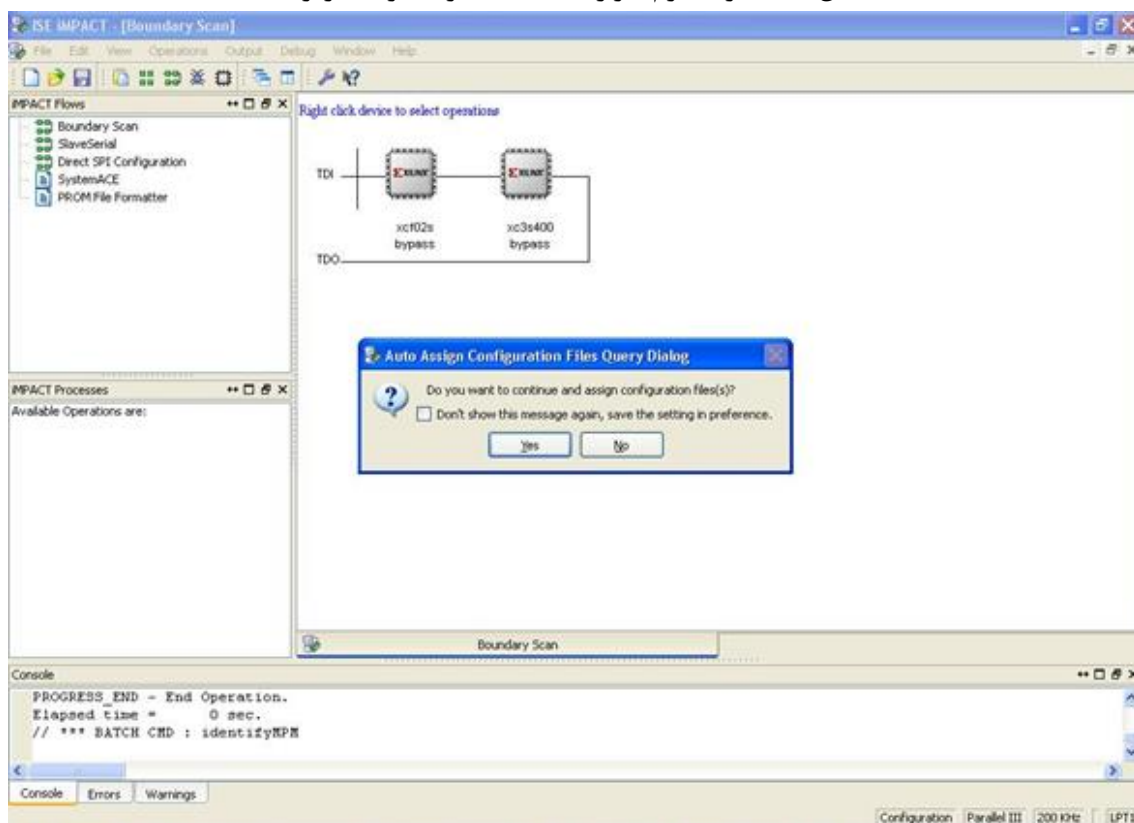 ISE iMPACT - [Boundary Scan]
File Edit View Operations Output Debug Window Help
iMPACT Flows
Boundary Scan
SlaveSerial
Direct SPI Configuration
SystemACE
PROM File Formatter
Right click device to select operations
TDI
XILINX XILINX
xcf02s xc3s400
bypass bypass
TDO
Auto Assign Configuration Files Query Dialog
Do you want to continue and assign configuration files(s)?
Don't show this message again, save the setting in preference.
Yes No
iMPACT Processes
Available Operations are:
Boundary Scan
Console
PROGRESS_END - End Operation.
Elapsed time = 0 sec.
// *** BATCH CMD : identifyMPM
Console Errors Warnings
Configuration Parallel III 200 KHz LPT1